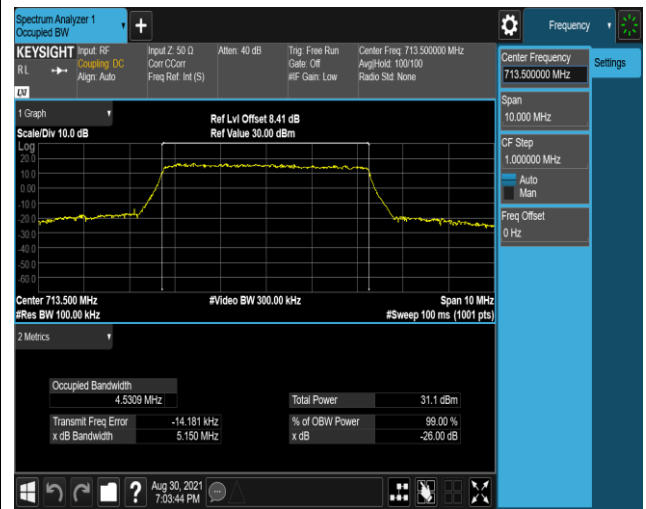 Spectrum Analyzer 1
Occupied BW
Frequency
KEYSIGHT
Input: RF
Coupling: DC
Align: Auto
Input Z: 50 Ω
Corr CCorr
Freq Ref: Int (S)
Atten: 40 dB
Trig: Free Run
Gate: Off
#IF Gain: Low
Center Freq: 713.500000 MHz
Avg|Hold: 100/100
Radio Std: None
RL
LXI
Center Frequency
713.500000 MHz
Settings
Span
10.000 MHz
CF Step
1.000000 MHz
Auto
Man
Freq Offset
0 Hz
1 Graph
Scale/Div 10.0 dB
Ref Lvl Offset 8.41 dB
Ref Value 30.00 dBm
Log
20.0
10.0
0.00
-10.0
-20.0
-30.0
-40.0
-50.0
-60.0
Center 713.500 MHz
#Video BW 300.00 kHz
Span 10 MHz
#Res BW 100.00 kHz
#Sweep 100 ms (1001 pts)
2 Metrics
Occupied Bandwidth
4.5309 MHz
Total Power 31.1 dBm
Transmit Freq Error -14.181 kHz
% of OBW Power 99.00 %
x dB Bandwidth 5.150 MHz
x dB -26.00 dB
?
Aug 30, 2021
7:03:44 PM